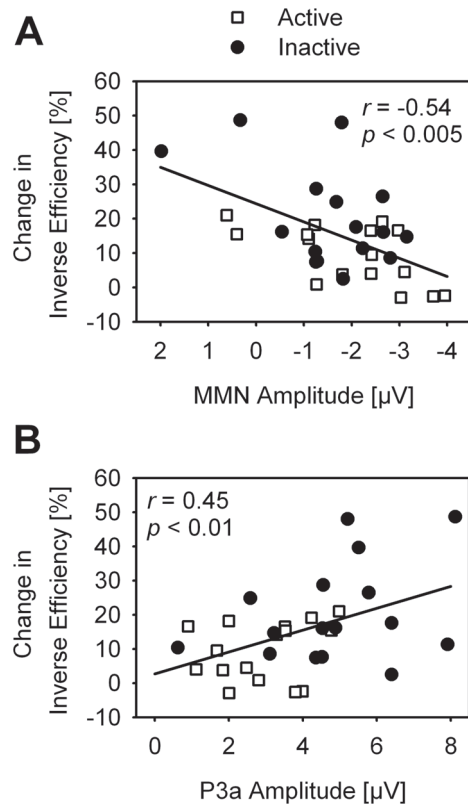 A
Active
Inactive
Change in
Inverse Efficiency [%]
60
50
40
30
20
10
0
-10
r = -0.54
p < 0.005
2 1 0 -1 -2 -3 -4
MMN Amplitude [µV]
B
Change in
Inverse Efficiency [%]
60
50
40
30
20
10
0
-10
r = 0.45
p < 0.01
0 2 4 6 8
P3a Amplitude [µV]